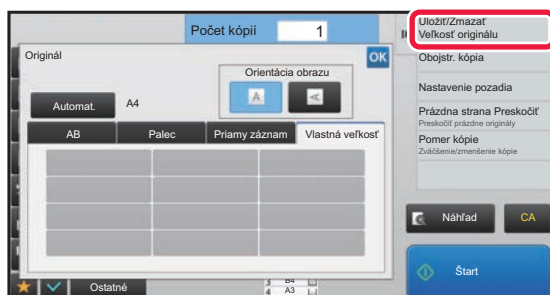 Počet kópií 1
Originál
OK
Orientácia obrazu
A A
Automat. A4
AB Palec Priamy záznam Vlastná veľkosť
Uložiť/Zmazať
Veľkosť originálu
Obojstr. kópia
Nastavenie pozadia
Prázdna strana Preskočiť
Preskočiť prázdne originály
Pomer kópie
Zväčšenie/zmenšenie kópie
Náhľad CA
Štart
Ostatné
3 B4
4 A3